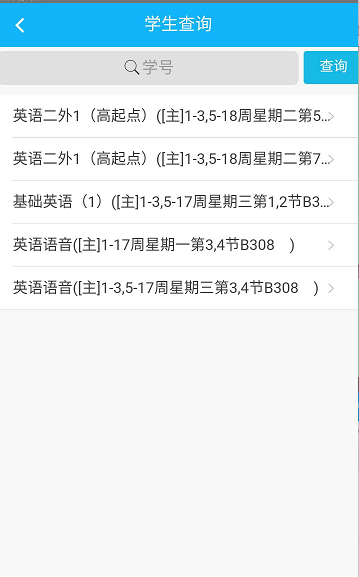 学生查询
学号
查询
英语二外1（高起点）([主]1-3,5-18周星期二第5...
英语二外1（高起点）([主]1-3,5-18周星期二第7...
基础英语（1）([主]1-3,5-17周星期三第1,2节B3...
英语语音([主]1-17周星期一第3,4节B308　)
英语语音([主]1-3,5-17周星期三第3,4节B308　)